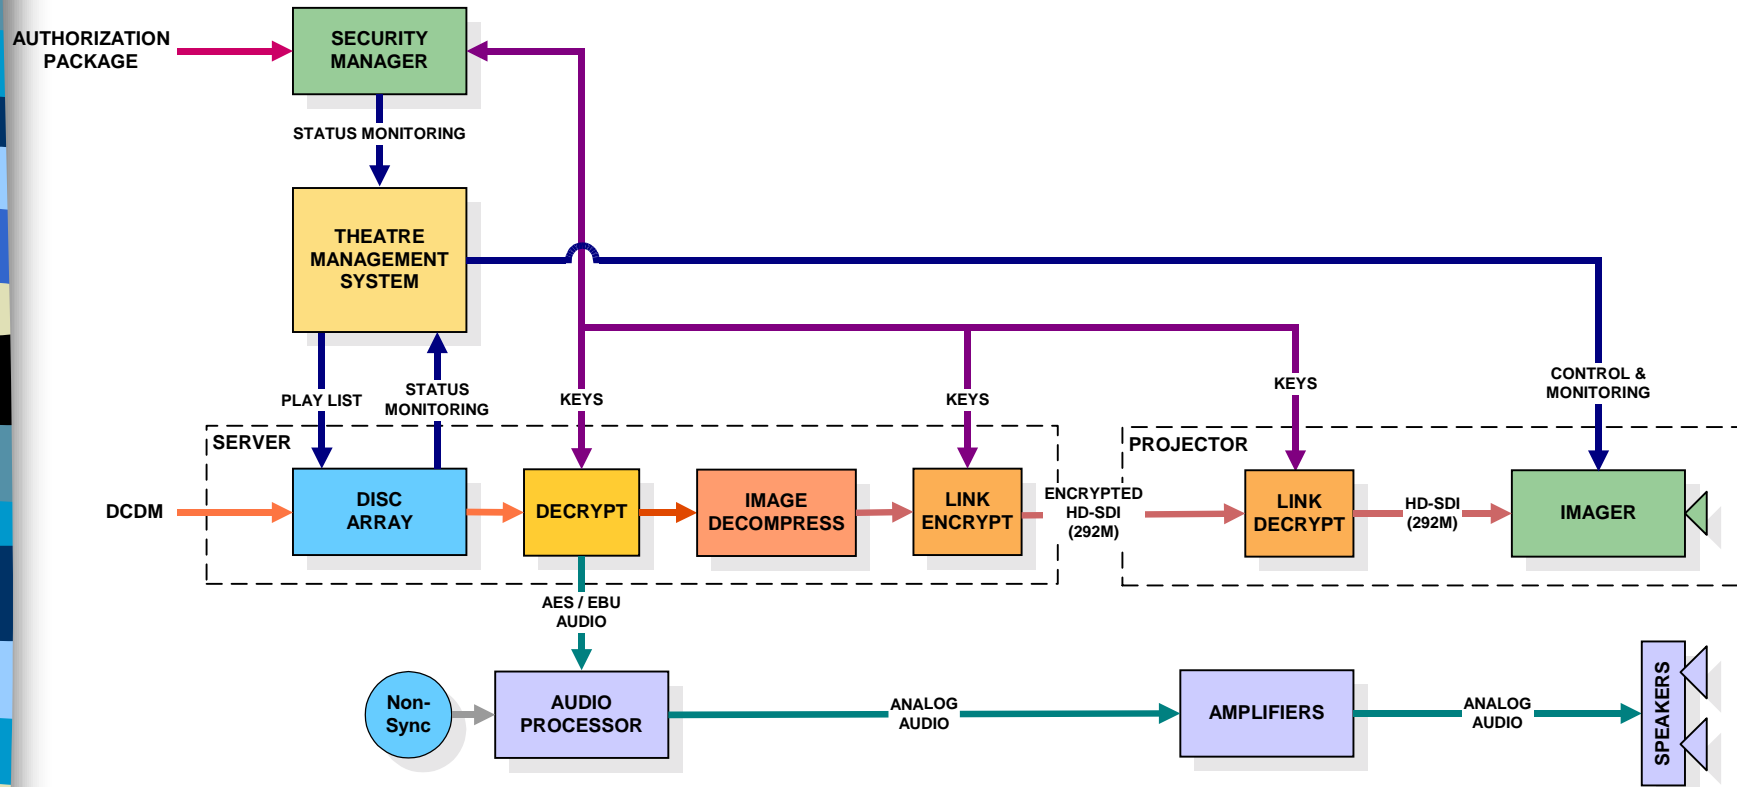 AUTHORIZATION
PACKAGE
SECURITY
MANAGER
STATUS MONITORING
THEATRE
MANAGEMENT
SYSTEM
PLAY LIST
STATUS
MONITORING
KEYS
KEYS
KEYS
CONTROL &
MONITORING
SERVER
PROJECTOR
DCDM
DISC
ARRAY
DECRYPT
IMAGE
DECOMPRESS
LINK
ENCRYPT
ENCRYPTED
HD-SDI
(292M)
LINK
DECRYPT
HD-SDI
(292M)
IMAGER
AES / EBU
AUDIO
Non-
Sync
AUDIO
PROCESSOR
ANALOG
AUDIO
AMPLIFIERS
ANALOG
AUDIO
SPEAKERS